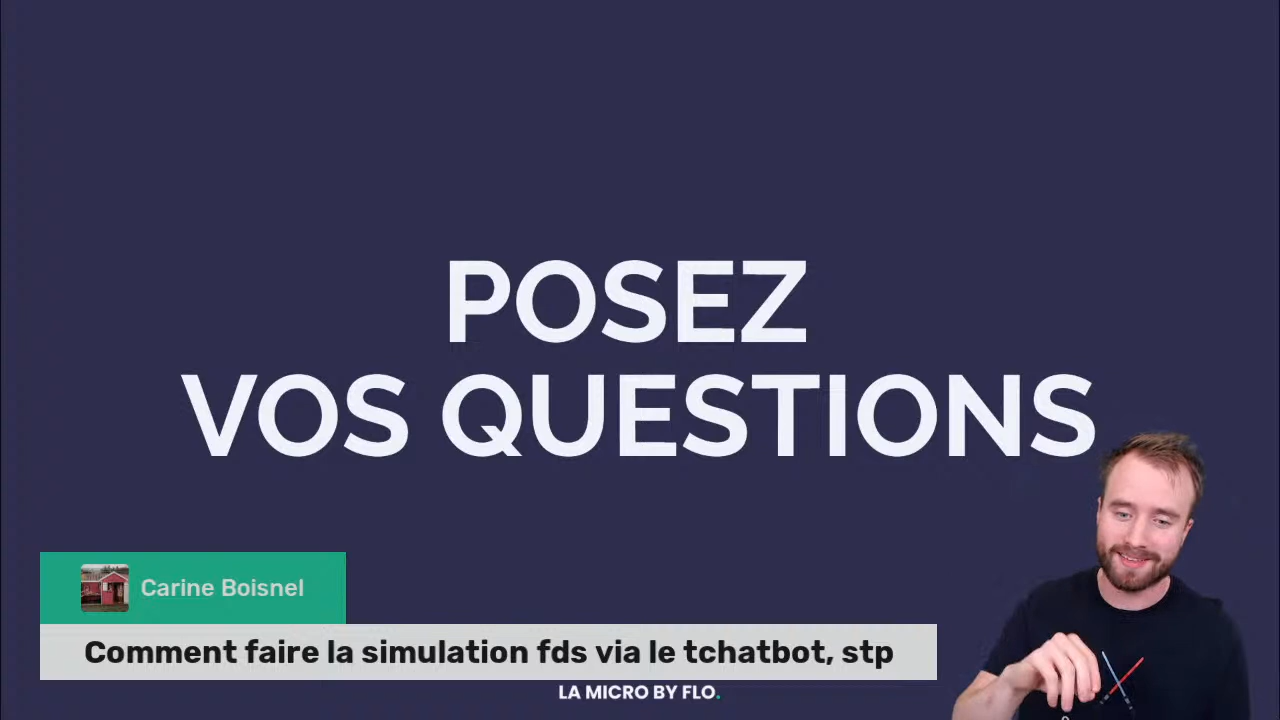 POSEZ
VOS QUESTIONS
Carine Boisnel
Comment faire la simulation fds via le tchatbot, stp
LA MICRO BY FLO.